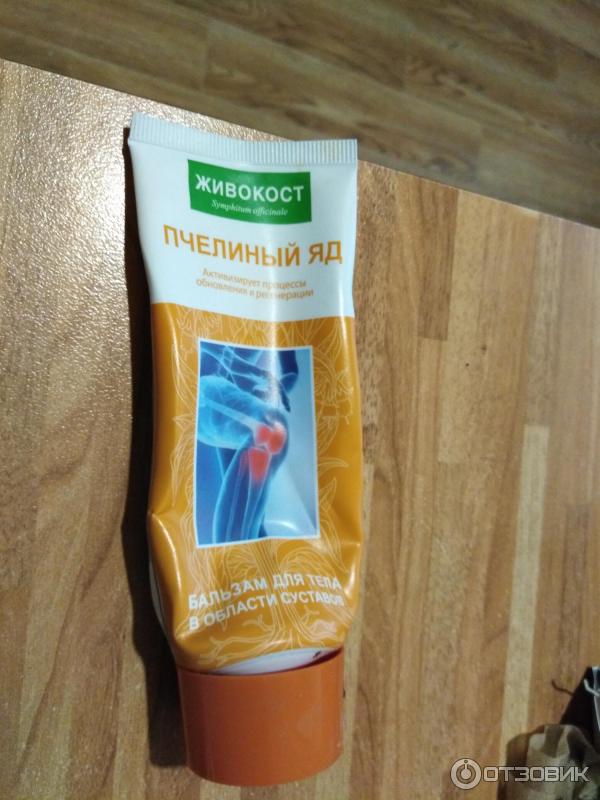 ЖИВОКОСТ
Symphitum officinale
ПЧЕЛИНЫЙ ЯД
Активизирует процессы
обновления и регенерации
БАЛЬЗАМ ДЛЯ ТЕЛА
В ОБЛАСТИ СУСТАВОВ
ОТЗОВИК